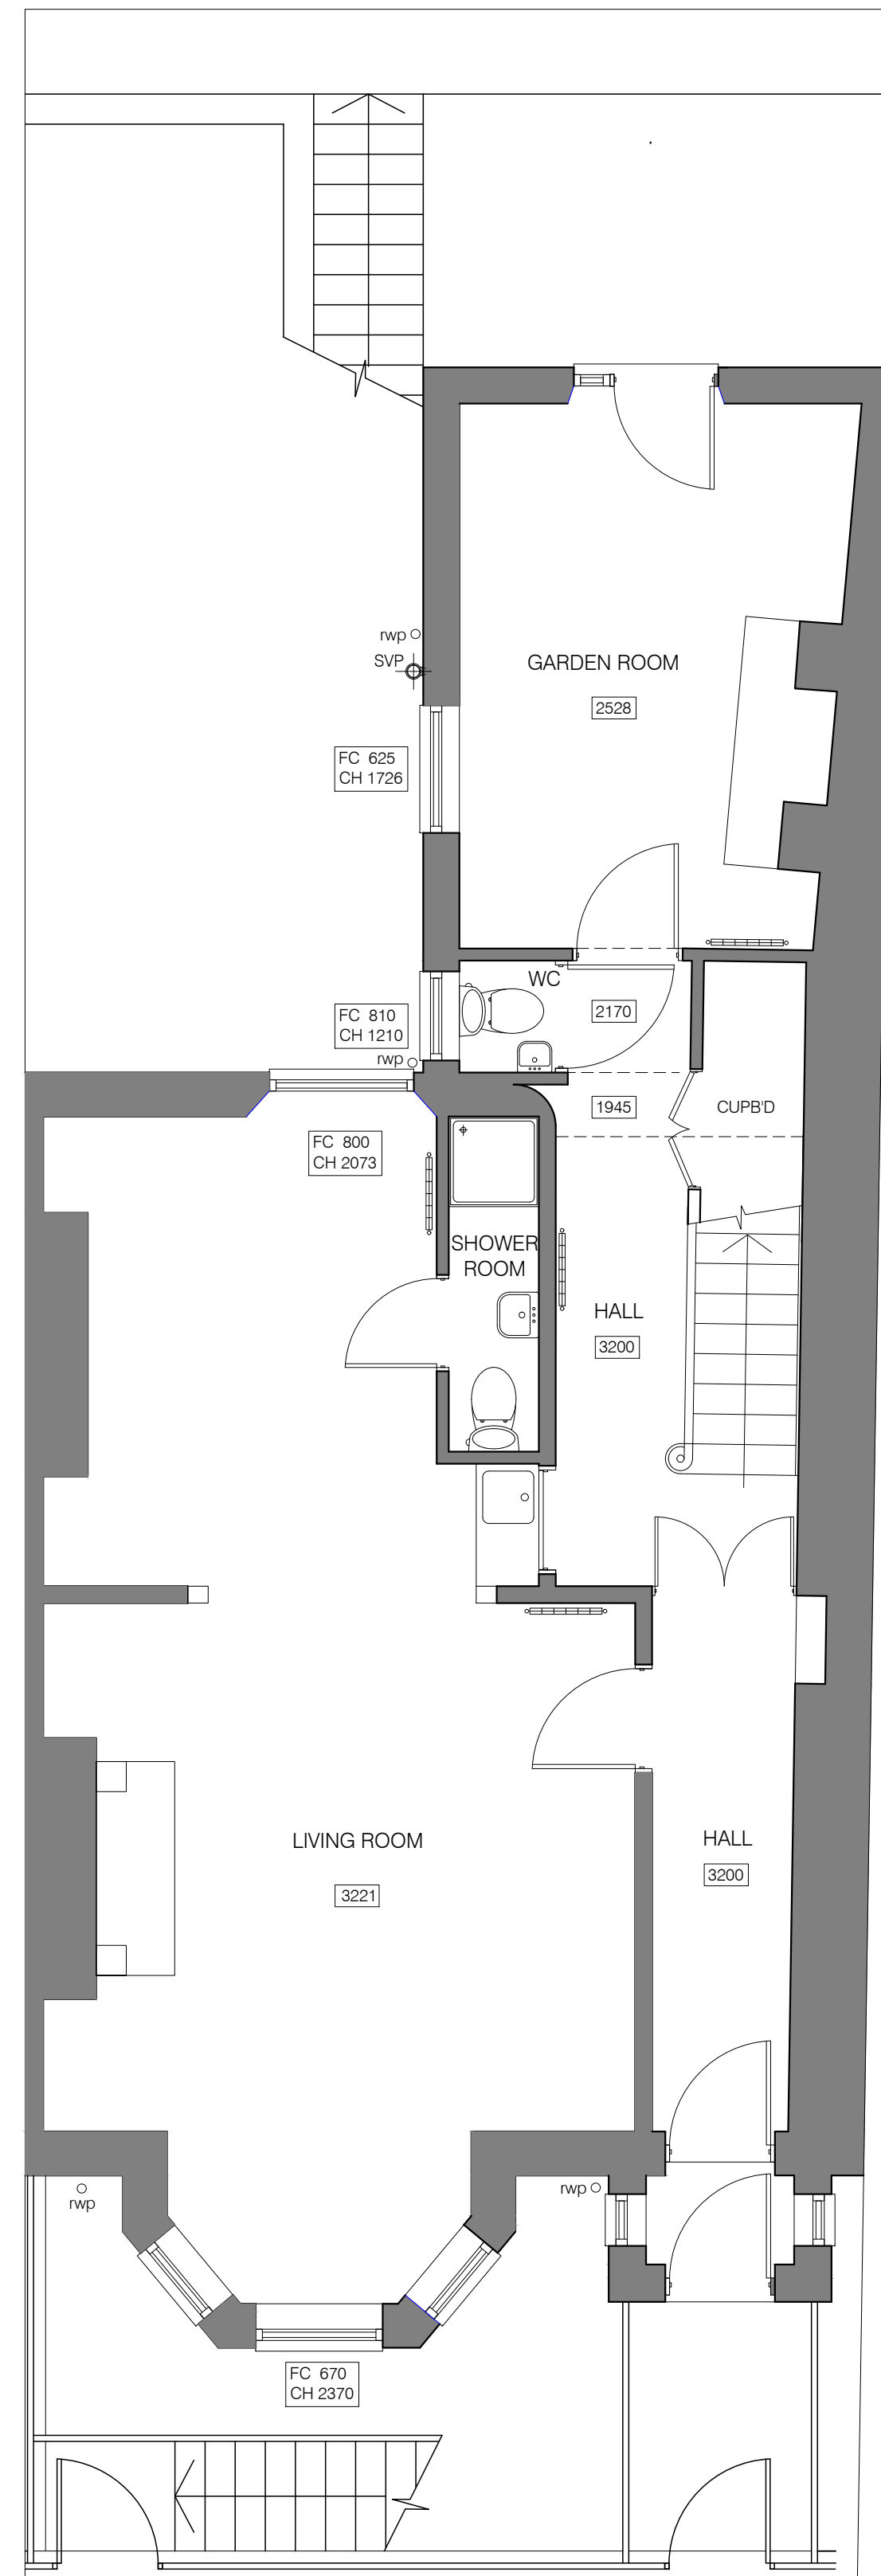 rwp
SVP
GARDEN ROOM
2528
FC 625
CH 1726
WC
2170
FC 810
CH 1210
rwp
1945
CUPB'D
FC 800
CH 2073
SHOWER
ROOM
HALL
3200
LIVING ROOM
3221
HALL
3200
rwp
rwp
FC 670
CH 2370